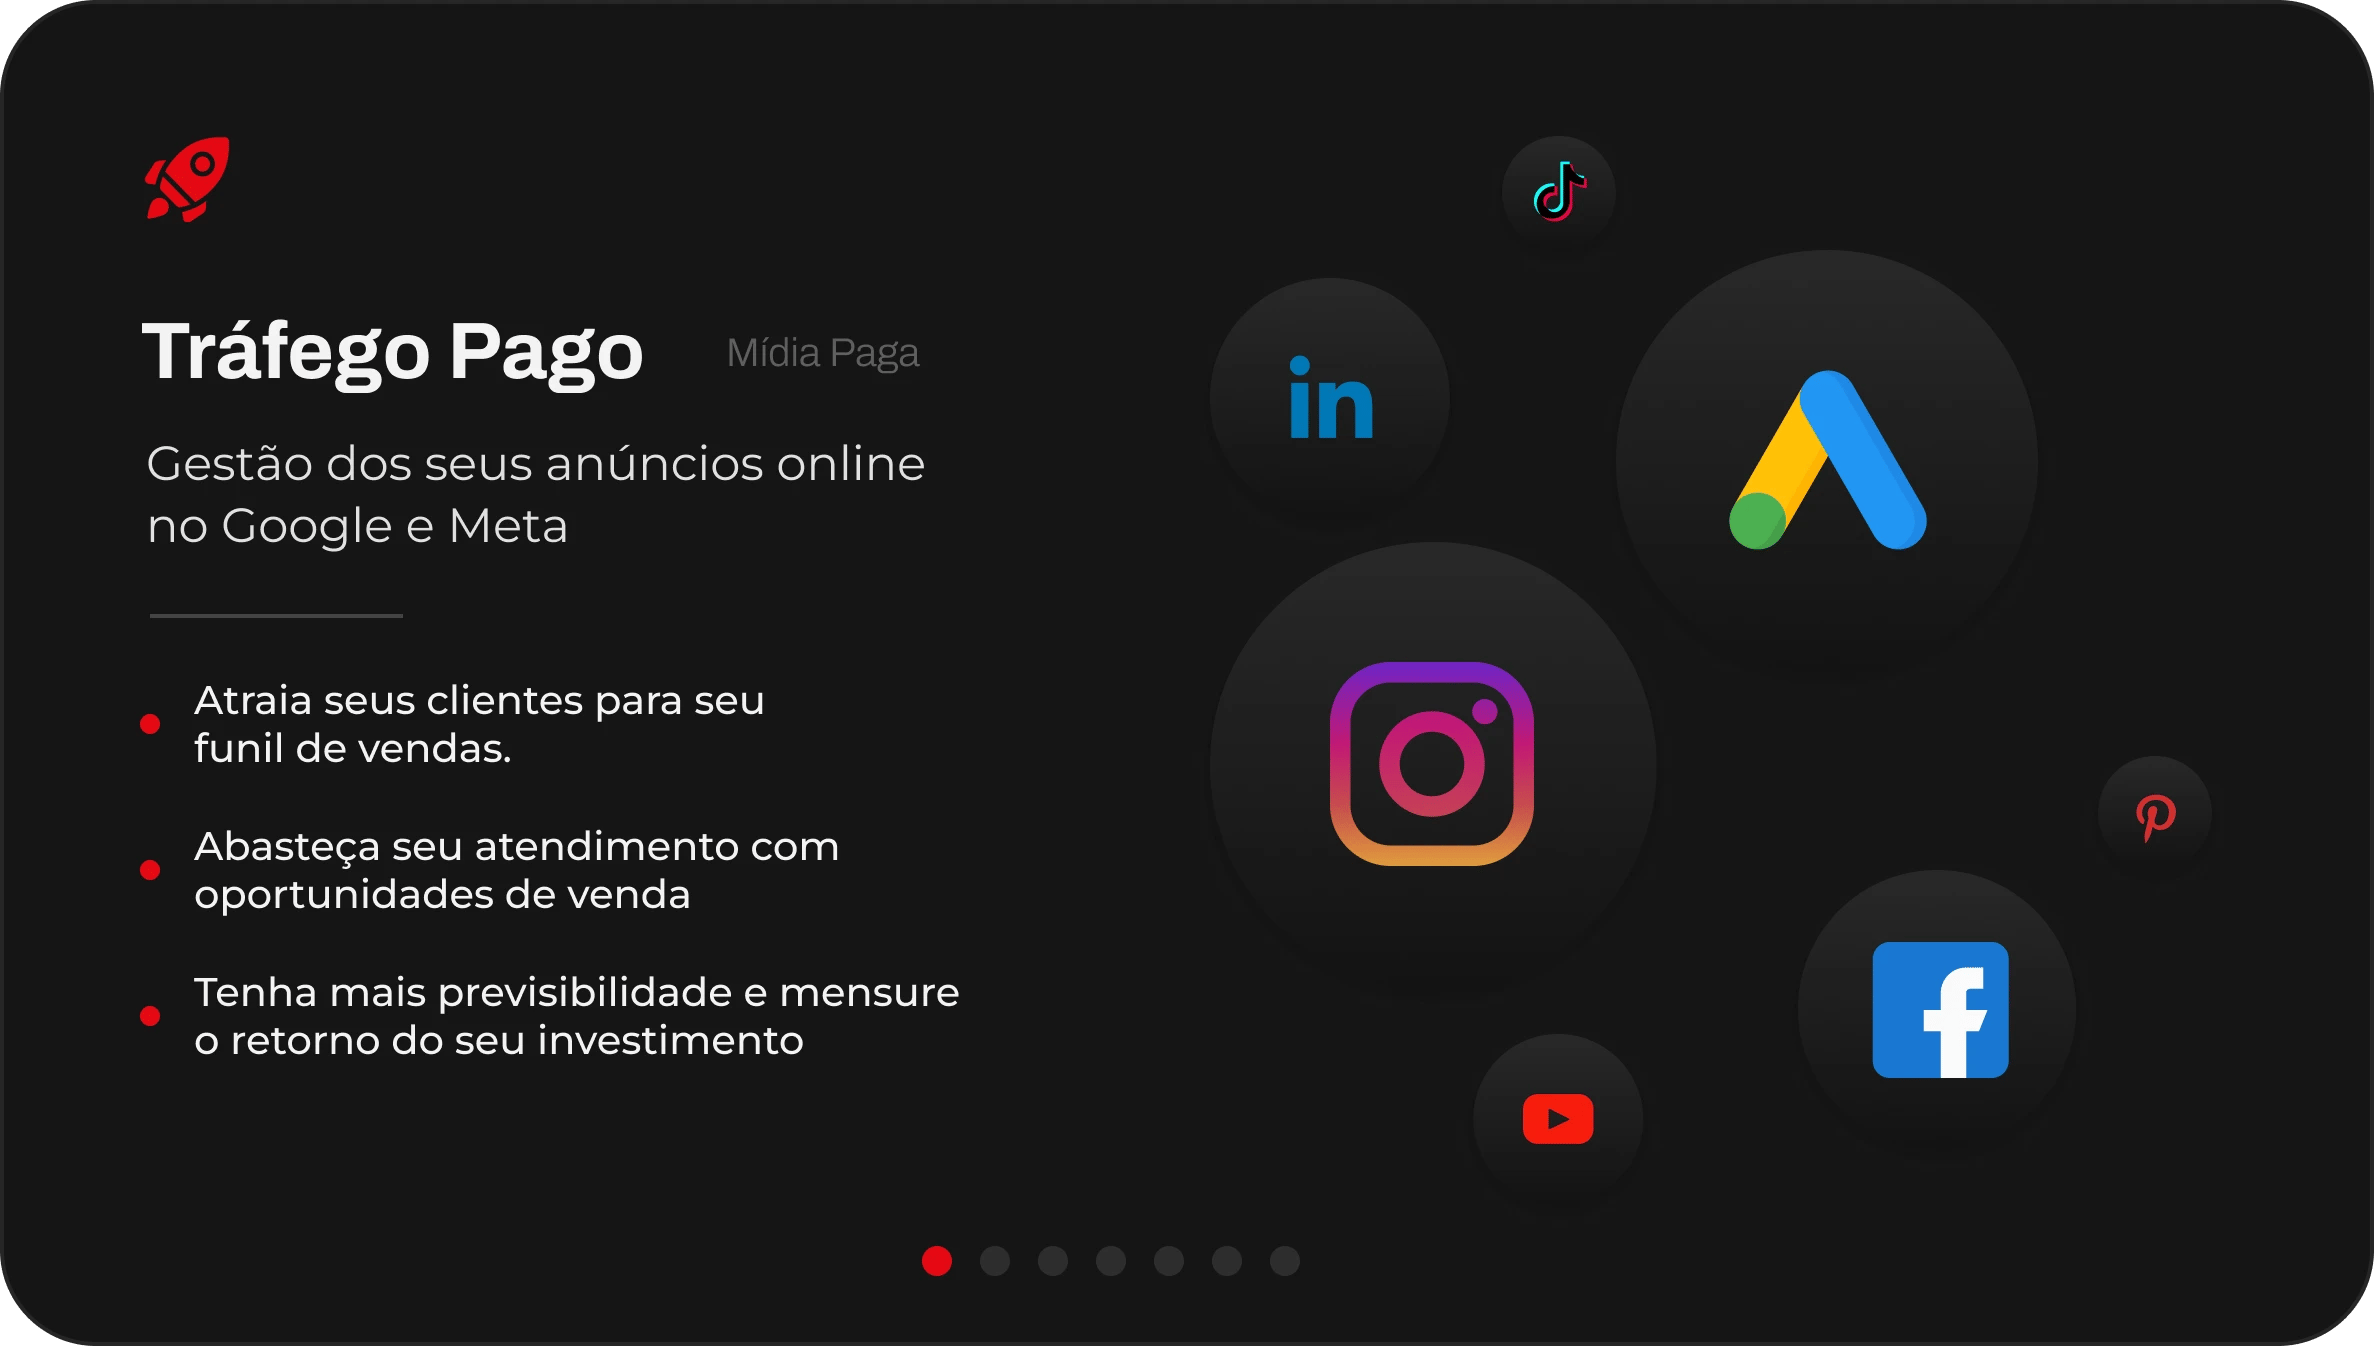 Tráfego Pago
Mídia Paga
Gestão dos seus anúncios online
no Google e Meta
Atraia seus clientes para seu
funil de vendas.
Abasteça seu atendimento com
oportunidades de venda
Tenha mais previsibilidade e mensure
o retorno do seu investimento
in